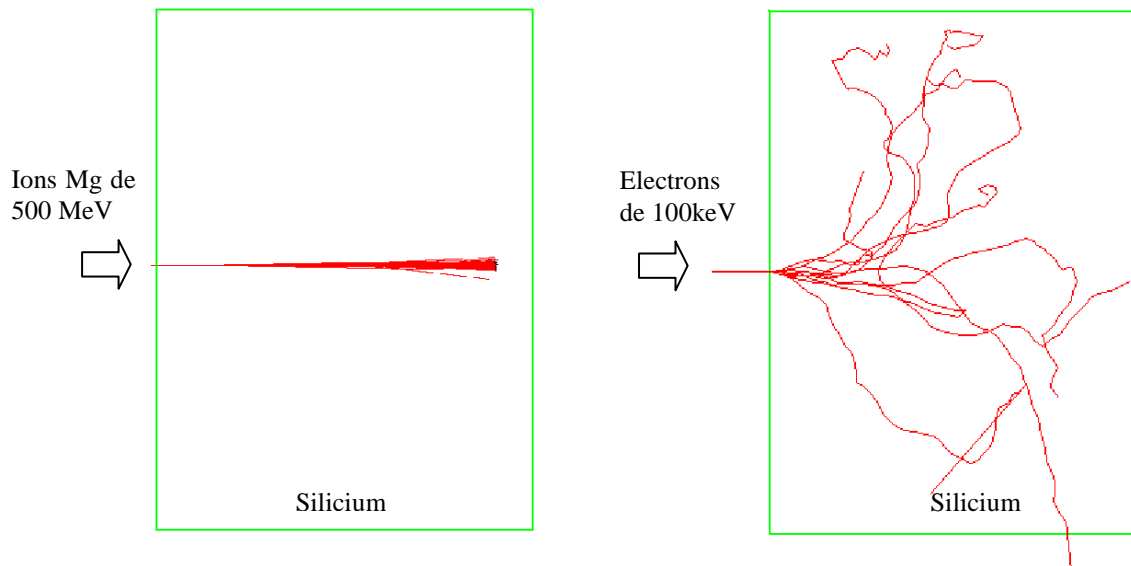 Ions Mg de
500 MeV
Silicium
Electrons
de 100keV
Silicium